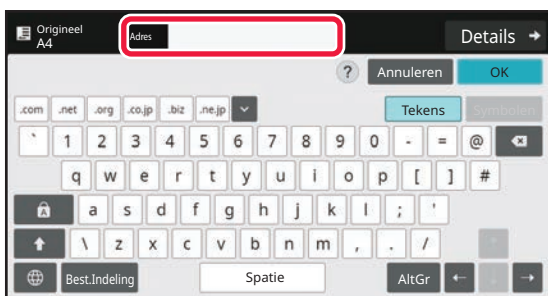 Origineel
A4
Adres
Details
? Annuleren OK
.com .net .org .co.jp .biz .ne.jp Tekens Symbolen
` 1 2 3 4 5 6 7 8 9 0 - = @
q w e r t y u i o p [ ] #
A a s d f g h j k l ; '
\ z x c v b n m , . /
Best.Indeling Spatie AltGr